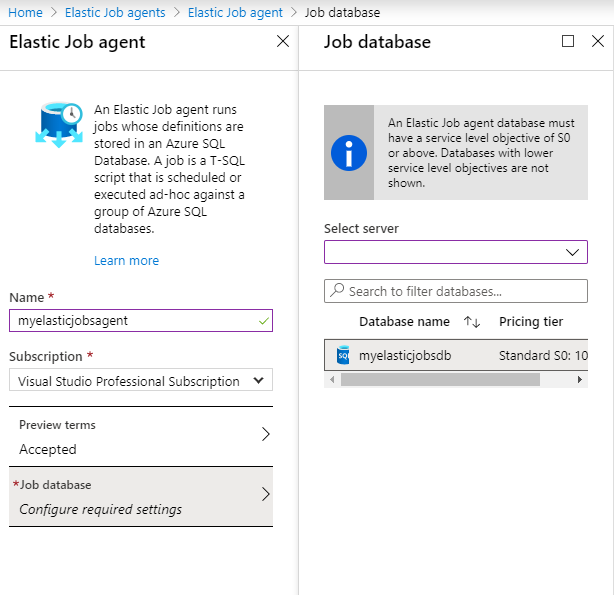 Home > Elastic Job agents > Elastic Job agent > Job database
Elastic Job agent
An Elastic Job agent runs
jobs whose definitions are
stored in an Azure SQL
Database. A job is a T-SQL
script that is scheduled or
executed ad-hoc against a
group of Azure SQL
databases.
Learn more
Name *
myelasticjobsagent
Subscription *
Visual Studio Professional Subscription
Preview terms
Accepted
*Job database
Configure required settings
Job database
An Elastic Job agent database must
have a service level objective of S0
or above. Databases with lower
service level objectives are not
shown.
Select server
Search to filter databases...
Database name ↑↓ Pricing tier
SQL myelasticjobsdb Standard S0: 10